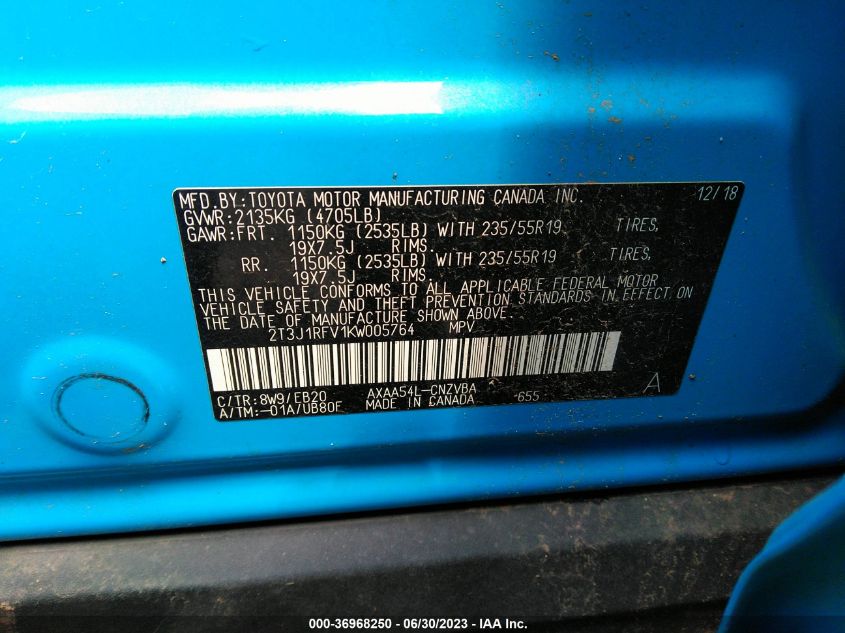 MFD.BY:TOYOTA MOTOR MANUFACTURING CANADA INC. 12/18
GVWR:2135KG (4705LB)
GAWR:FRT. 1150KG (2535LB) WITH 235/55R19 TIRES,
19X7.5J RIMS.
RR. 1150KG (2535LB) WITH 235/55R19 TIRES,
19X7.5J RIMS.
THIS VEHICLE CONFORMS TO ALL APPLICABLE FEDERAL MOTOR
VEHICLE SAFETY AND THEFT PREVENTION STANDARDS IN EFFECT ON
THE DATE OF MANUFACTURE SHOWN ABOVE.
2T3J1RFV1KW005764 MPV
C/TR:8W9/EB20 AXAA54L-CNZVBA A
A/TM:-01A/UB80F MADE IN CANADA 655
000-36968250 - 06/30/2023 - IAA Inc.